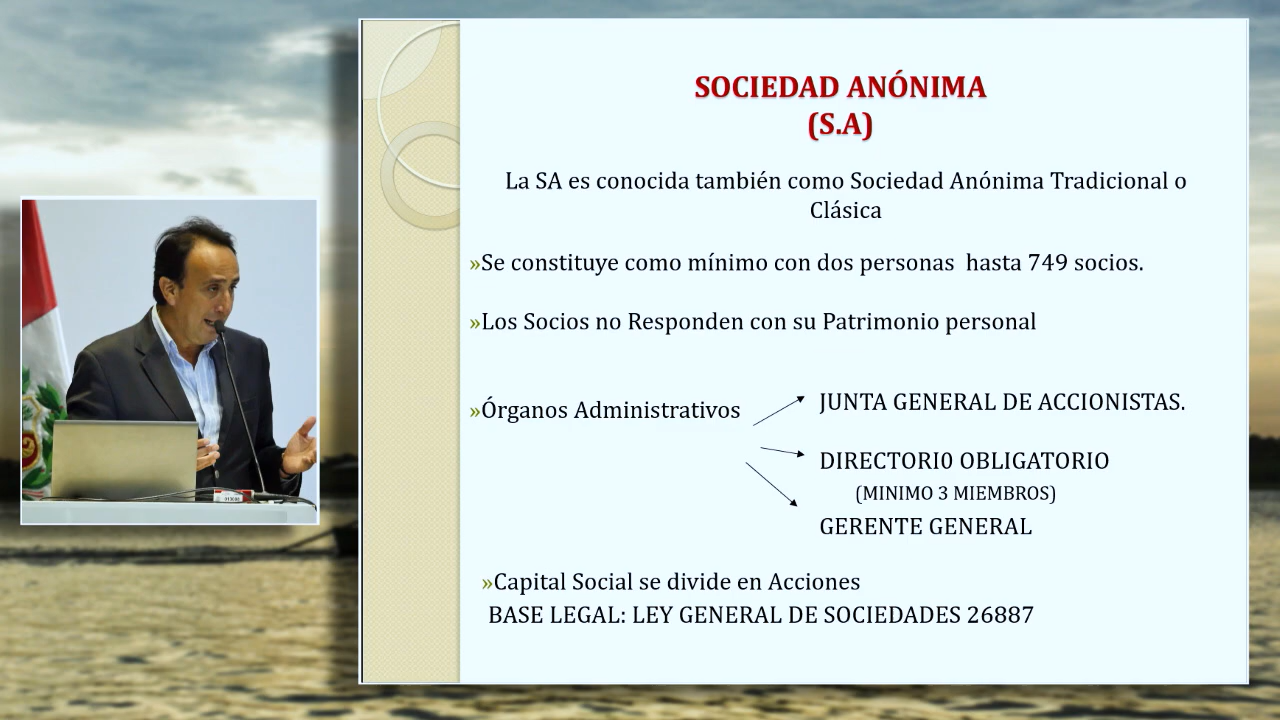 SOCIEDAD ANÓNIMA
(S.A)
La SA es conocida también como Sociedad Anónima Tradicional o
Clásica
»Se constituye como mínimo con dos personas hasta 749 socios.
»Los Socios no Responden con su Patrimonio personal
»Órganos Administrativos
JUNTA GENERAL DE ACCIONISTAS.
DIRECTORI0 OBLIGATORIO
(MINIMO 3 MIEMBROS)
GERENTE GENERAL
»Capital Social se divide en Acciones
BASE LEGAL: LEY GENERAL DE SOCIEDADES 26887